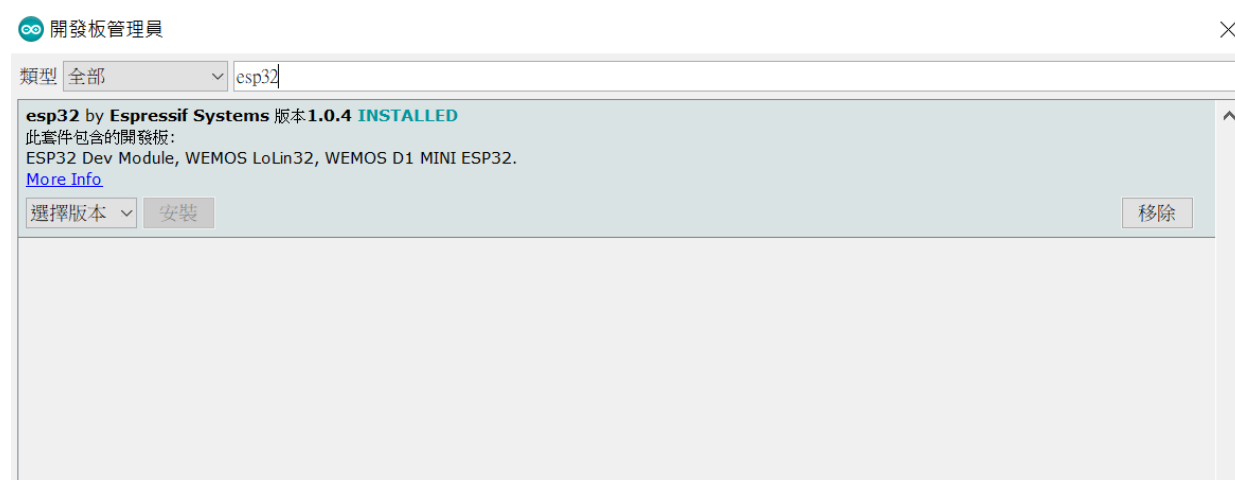 開發板管理員
類型 全部 esp32
esp32 by Espressif Systems 版本1.0.4 INSTALLED
此套件包含的開發板:
ESP32 Dev Module, WEMOS LoLin32, WEMOS D1 MINI ESP32.
More Info
選擇版本 安裝 移除